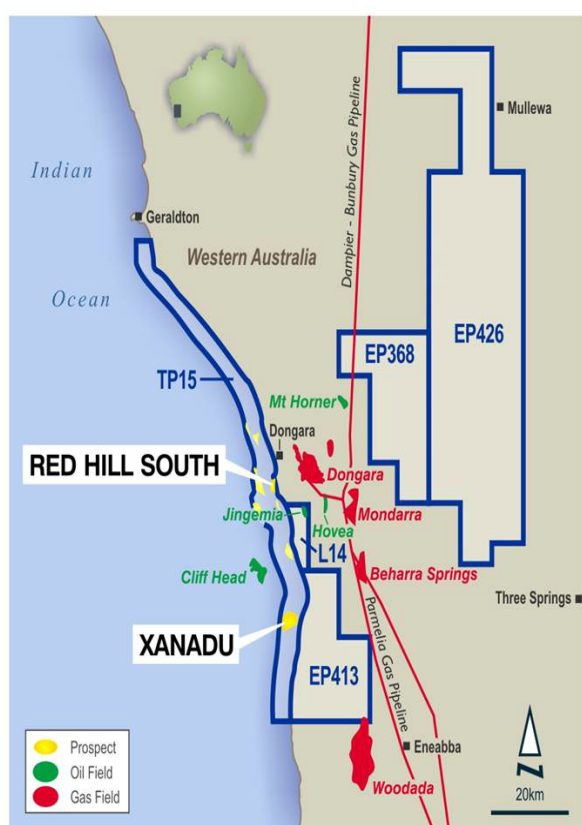 Mullewa
Indian
Geraldton
Dampier - Bunbury Gas Pipeline
Western Australia
Ocean
EP368
EP426
TP15
Mt Horner
Dongara
RED HILL SOUTH
Dongara
Jingemia
Mondarra
Hovea
L14
Cliff Head
Beharra Springs
Three Springs
XANADU
Parmelia Gas Pipeline
EP413
Prospect
Oil Field
Gas Field
Eneabba
Woodada
N
20km